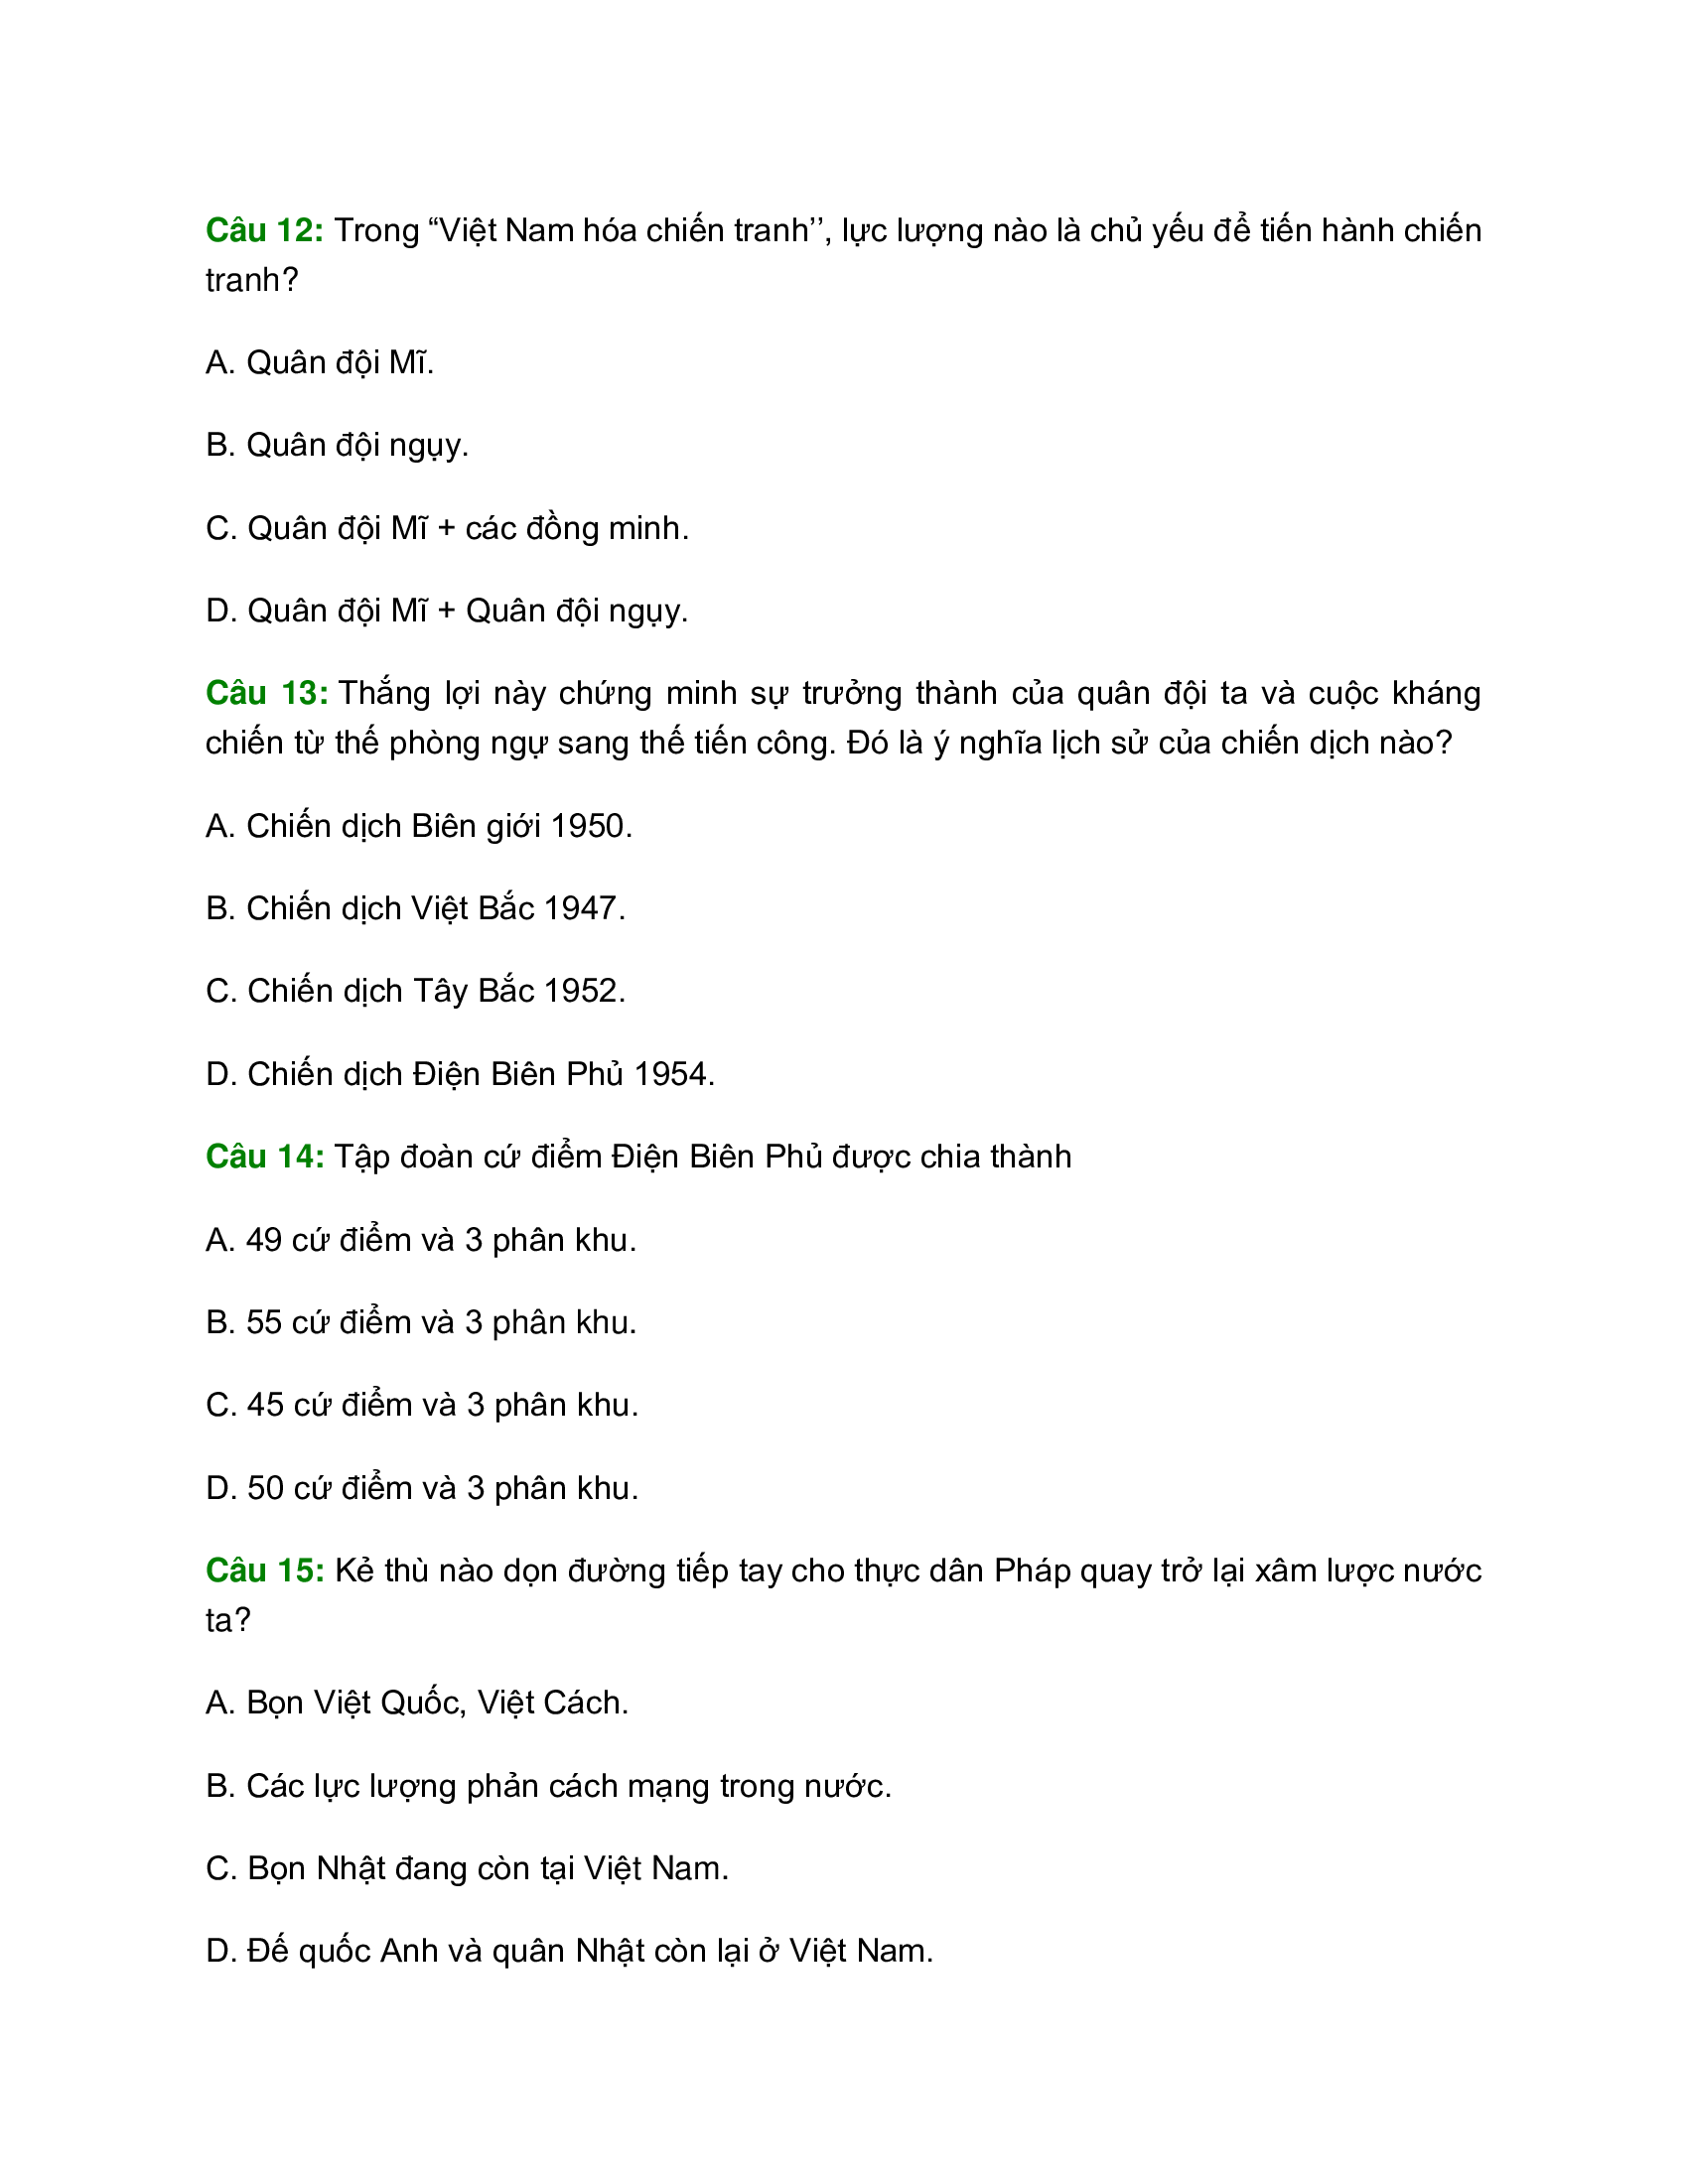 Câu 12: Trong “Việt Nam hóa chiến tranh’’, lực lượng nào là chủ yếu để tiến hành chiến
tranh?
A. Quân đội Mĩ.
B. Quân đội ngụy.
C. Quân đội Mĩ + các đồng minh.
D. Quân đội Mĩ + Quân đội ngụy.
Câu 13: Thắng lợi này chứng minh sự trưởng thành của quân đội ta và cuộc kháng
chiến từ thế phòng ngự sang thế tiến công. Đó là ý nghĩa lịch sử của chiến dịch nào?
A. Chiến dịch Biên giới 1950.
B. Chiến dịch Việt Bắc 1947.
C. Chiến dịch Tây Bắc 1952.
D. Chiến dịch Điện Biên Phủ 1954.
Câu 14: Tập đoàn cứ điểm Điện Biên Phủ được chia thành
A. 49 cứ điểm và 3 phân khu.
B. 55 cứ điểm và 3 phân khu.
C. 45 cứ điểm và 3 phân khu.
D. 50 cứ điểm và 3 phân khu.
Câu 15: Kẻ thù nào dọn đường tiếp tay cho thực dân Pháp quay trở lại xâm lược nước
ta?
A. Bọn Việt Quốc, Việt Cách.
B. Các lực lượng phản cách mạng trong nước.
C. Bọn Nhật đang còn tại Việt Nam.
D. Đế quốc Anh và quân Nhật còn lại ở Việt Nam.